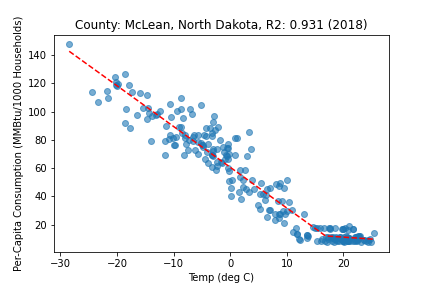 County: McLean, North Dakota, R2: 0.931 (2018)
Per-Capita Consumption (MMBtu/1000 Households)
140
120
100
80
60
40
20
−30 −20 −10 0 10 20
Temp (deg C)